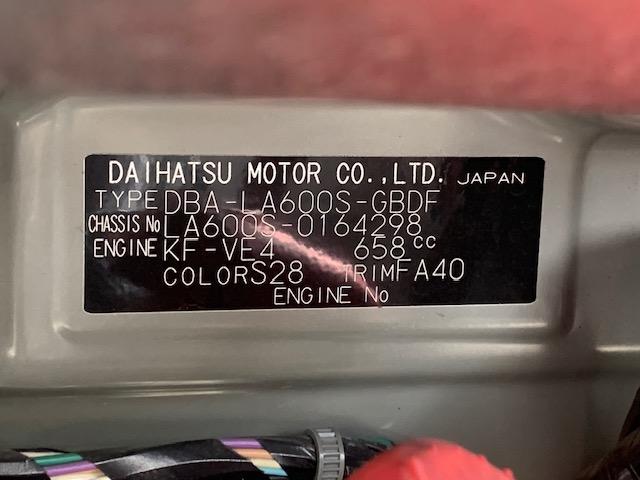 DAIHATSU MOTOR CO.,LTD. JAPAN
TYPE DBA-LA600S-GBDF
CHASSIS No LA600S-0164298
ENGINE KF-VE4 658cc
COLOR S28 TRIM FA40
ENGINE No